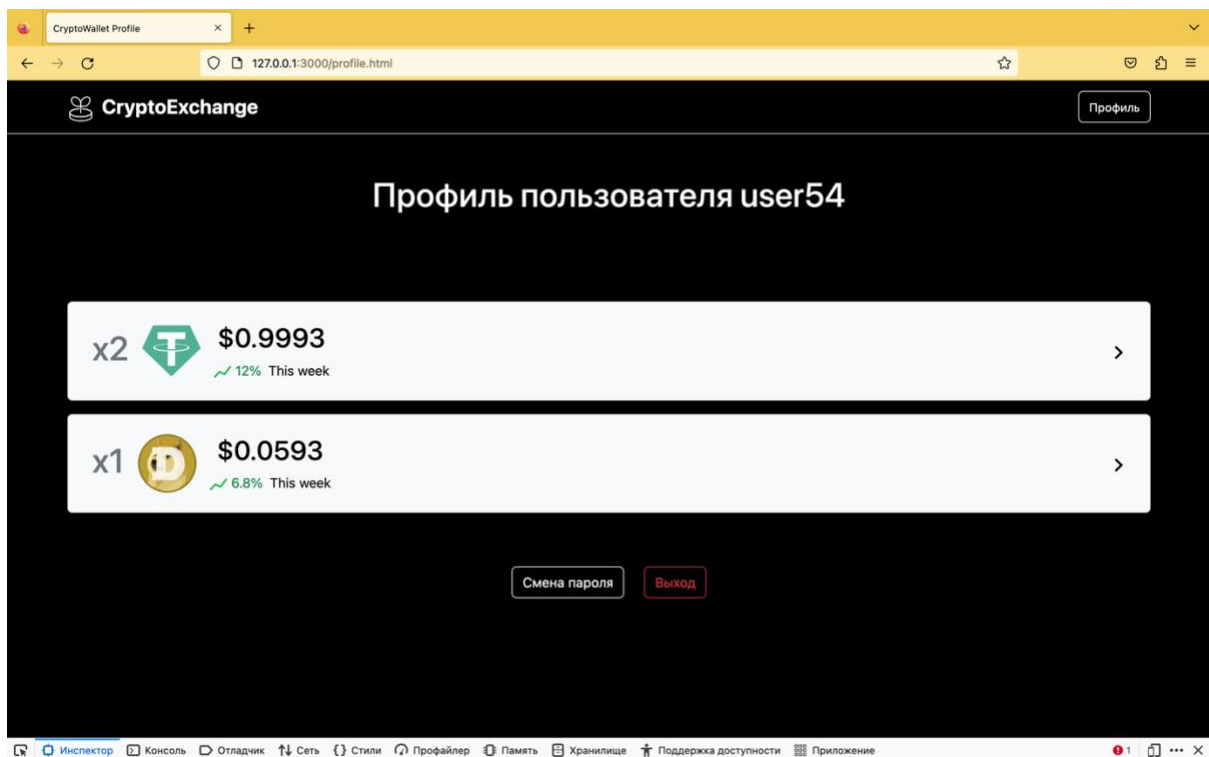 CryptoWallet Profile
127.0.0.1:3000/profile.html
CryptoExchange
Профиль
Профиль пользователя user54
x2
$0.9993
12% This week
x1
$0.0593
6.8% This week
Смена пароля
Выход
Инспектор Консоль Отладчик Сеть {} Стили Профайлер Память Хранилище Поддержка доступности Приложение 1